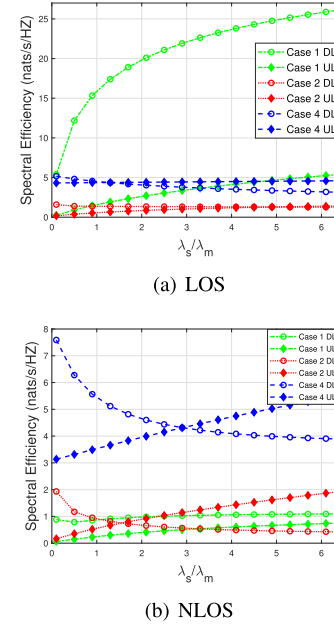 Spectral Efficiency (nats/s/HZ)
25
20
15
10
5
0
Case 1 DL
Case 1 UL
Case 2 DL
Case 2 UL
Case 4 DL
Case 4 UL
0 1 2 3 4 5 6
λs/λm
(a) LOS
Spectral Efficiency (nats/s/HZ)
8
7
6
5
4
3
2
1
0
Case 1 DL
Case 1 UL
Case 2 DL
Case 2 UL
Case 4 DL
Case 4 UL
0 1 2 3 4 5 6
λs/λm
(b) NLOS